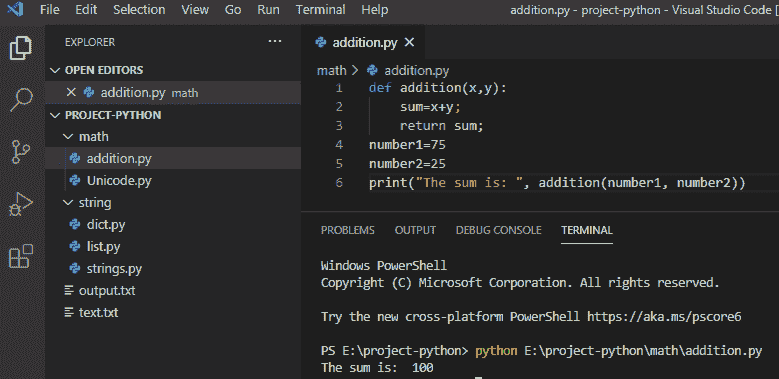 File Edit Selection View Go Run Terminal Help addition.py - project-python - Visual Studio Code [
EXPLORER ···
OPEN EDITORS
addition.py math
PROJECT-PYTHON
math
addition.py
Unicode.py
string
dict.py
list.py
strings.py
output.txt
text.txt
addition.py
math > addition.py
1 def addition(x,y):
2     sum=x+y;
3     return sum;
4 number1=75
5 number2=25
6 print("The sum is: ", addition(number1, number2))
PROBLEMS OUTPUT DEBUG CONSOLE TERMINAL
Windows PowerShell
Copyright (C) Microsoft Corporation. All rights reserved.
Try the new cross-platform PowerShell https://aka.ms/pscore6
PS E:\project-python> python E:\project-python\math\addition.py
The sum is:  100